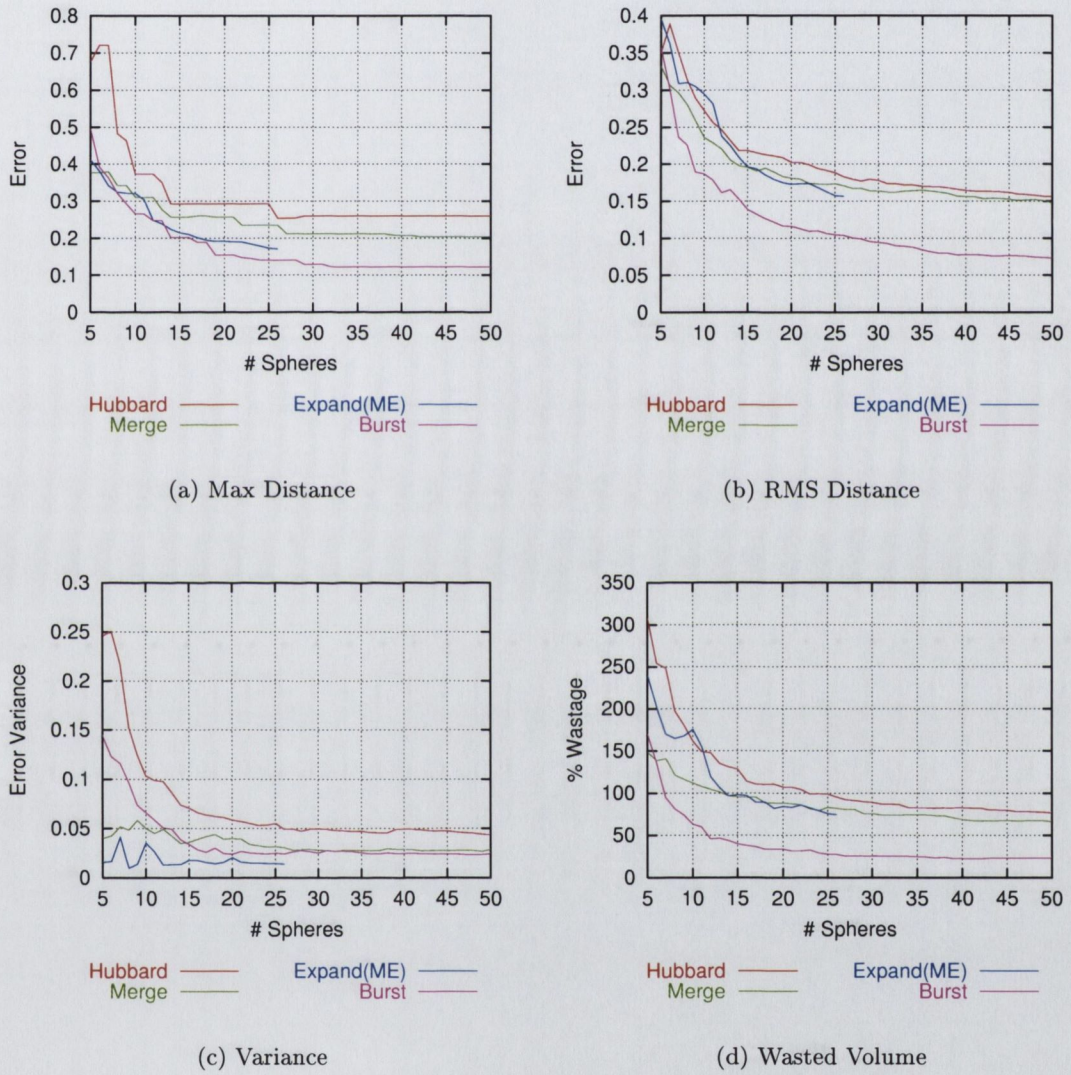 0.8
0.7
0.6
0.5
0.4
0.3
0.2
0.1
0
Error
5 10 15 20 25 30 35 40 45 50
# Spheres
Hubbard Expand(ME)
Merge Burst
(a) Max Distance
0.4
0.35
0.3
0.25
0.2
0.15
0.1
0.05
0
Error
5 10 15 20 25 30 35 40 45 50
# Spheres
Hubbard Expand(ME)
Merge Burst
(b) RMS Distance
0.3
0.25
0.2
0.15
0.1
0.05
0
Error Variance
5 10 15 20 25 30 35 40 45 50
# Spheres
Hubbard Expand(ME)
Merge Burst
(c) Variance
350
300
250
200
150
100
50
0
% Wastage
5 10 15 20 25 30 35 40 45 50
# Spheres
Hubbard Expand(ME)
Merge Burst
(d) Wasted Volume